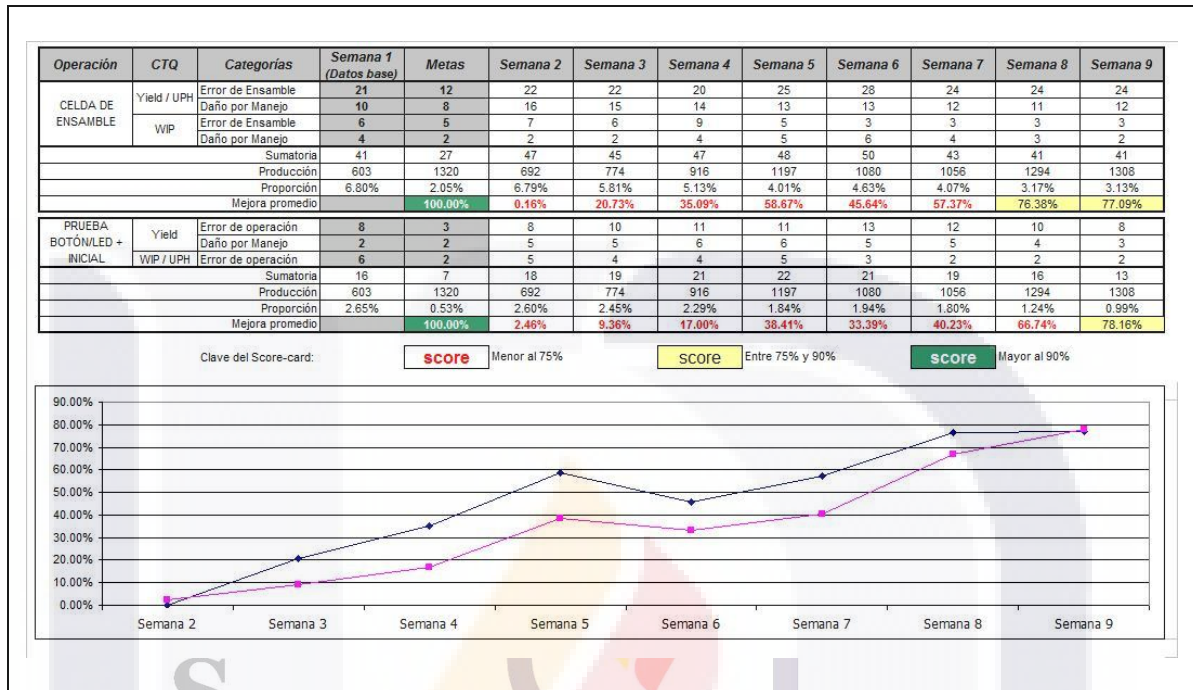 Operación CTQ Categorías Semana 1 (Datos base) Metas Semana 2 Semana 3 Semana 4 Semana 5 Semana 6 Semana 7 Semana 8 Semana 9
CELDA DE ENSAMBLE Yield / UPH Error de Ensamble 21 12 22 22 20 25 28 24 24 24
Daño por Manejo 10 8 16 15 14 13 13 12 11 12
WIP Error de Ensamble 6 5 7 6 9 5 3 3 3 3
Daño por Manejo 4 2 2 2 4 5 6 4 3 2
Sumatoria 41 27 47 45 47 48 50 43 41 41
Producción 603 1320 692 774 916 1197 1080 1056 1294 1308
Proporción 6.80% 2.05% 6.79% 5.81% 5.13% 4.01% 4.63% 4.07% 3.17% 3.13%
Mejora promedio 100.00% 0.16% 20.73% 35.09% 58.67% 45.64% 57.37% 76.38% 77.09%
PRUEBA BOTÓN/LED + INICIAL Yield Error de operación 8 3 8 10 11 11 13 12 10 8
Daño por Manejo 2 2 5 5 6 6 5 5 4 3
WIP / UPH Error de operación 6 2 5 4 4 5 3 2 2 2
Sumatoria 16 7 18 19 21 22 21 19 16 13
Producción 603 1320 692 774 916 1197 1080 1056 1294 1308
Proporción 2.65% 0.53% 2.60% 2.45% 2.29% 1.84% 1.94% 1.80% 1.24% 0.99%
Mejora promedio 100.00% 2.46% 9.36% 17.00% 38.41% 33.39% 40.23% 66.74% 78.16%
Clave del Score-card: score Menor al 75% score Entre 75% y 90% score Mayor al 90%
90.00%
80.00%
70.00%
60.00%
50.00%
40.00%
30.00%
20.00%
10.00%
0.00%
Semana 2 Semana 3 Semana 4 Semana 5 Semana 6 Semana 7 Semana 8 Semana 9